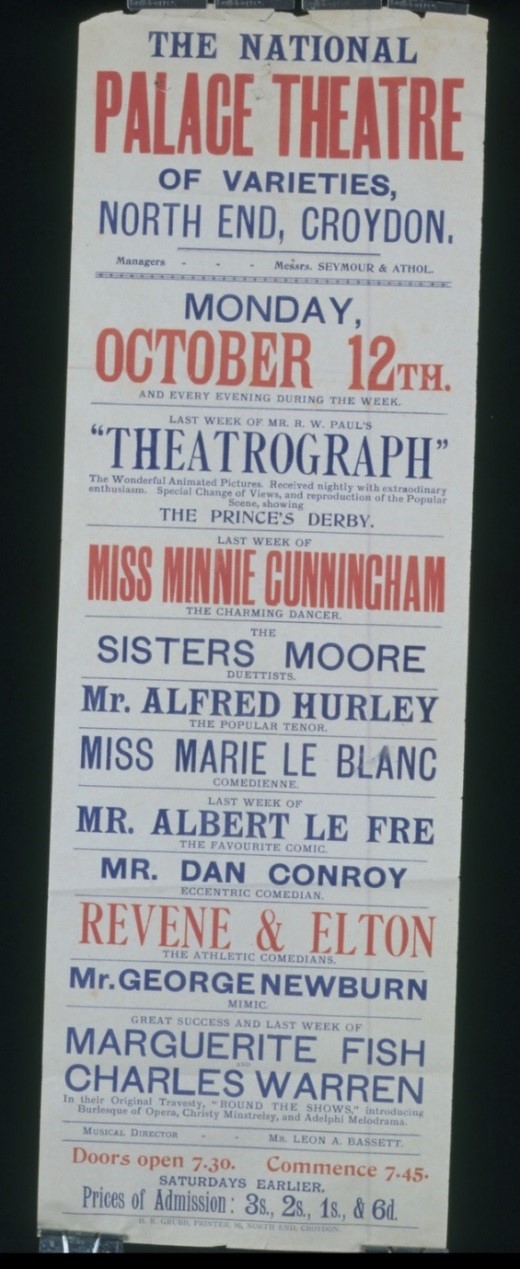 THE NATIONAL
PALACE THEATRE
OF VARIETIES,
NORTH END, CROYDON.
Managers - - - Messrs. SEYMOUR & ATHOL.
MONDAY,
OCTOBER 12TH.
AND EVERY EVENING DURING THE WEEK.
LAST WEEK OF MR. R. W. PAUL'S
"THEATROGRAPH"
The Wonderful Animated Pictures. Received nightly with extraodinary
enthusiasm. Special Change of Views, and reproduction of the Popular
Scene, showing
THE PRINCE'S DERBY.
LAST WEEK OF
MISS MINNIE CUNNINGHAM
THE CHARMING DANCER.
THE
SISTERS MOORE
DUETTISTS.
Mr. ALFRED HURLEY
THE POPULAR TENOR.
MISS MARIE LE BLANC
COMEDIENNE.
LAST WEEK OF
MR. ALBERT LE FRE
THE FAVOURITE COMIC.
MR. DAN CONROY
ECCENTRIC COMEDIAN.
REVENE & ELTON
THE ATHLETIC COMEDIANS.
Mr. GEORGE NEWBURN
MIMIC.
GREAT SUCCESS AND LAST WEEK OF
MARGUERITE FISH
AND
CHARLES WARREN
In their Original Travesty, "ROUND THE SHOWS," introducing
Burlesque of Opera, Christy Minstrelsy, and Adelphi Melodrama.
MUSICAL DIRECTOR - - MR. LEON A. BASSETT.
Doors open 7.30. Commence 7.45.
SATURDAYS EARLIER.
Prices of Admission: 3s., 2s., 1s., & 6d.
GRUBB, PRINTER, NORTH END, CROYDON.